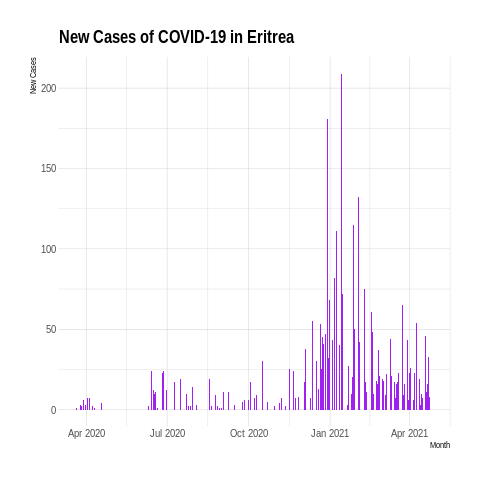 New Cases of COVID-19 in Eritrea
New Cases
200
150
100
50
0
Apr 2020 Jul 2020 Oct 2020 Jan 2021 Apr 2021
Month